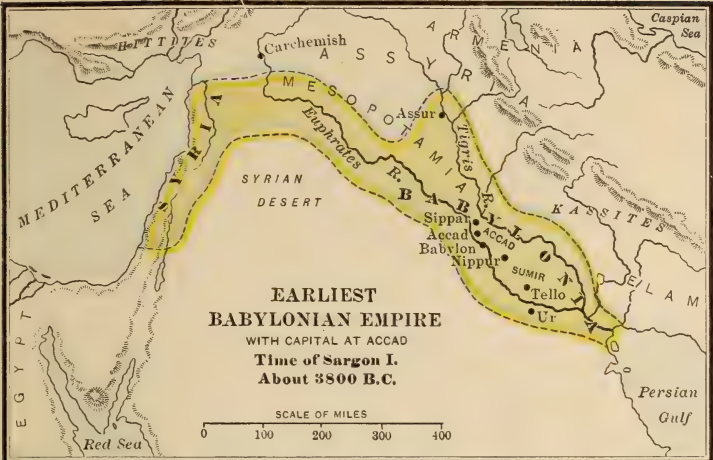 Caspian
Sea
HITTITES
Carchemish
ASSYRIA
ARMENIA
MESOPOTAMIA
Assur
Tigris R.
Euphrates R.
MEDITERRANEAN
SEA
SYRIA
SYRIAN
DESERT
BABYLONIA
KASSITES
Sippar
ACCAD
Accad
Babylon
Nippur
SUMIR
Tello
Ur
ELAM
EARLIEST
BABYLONIAN EMPIRE
WITH CAPITAL AT ACCAD
Time of Sargon I.
About 3800 B.C.
EGYPT
Red Sea
Persian
Gulf
SCALE OF MILES
0 100 200 300 400